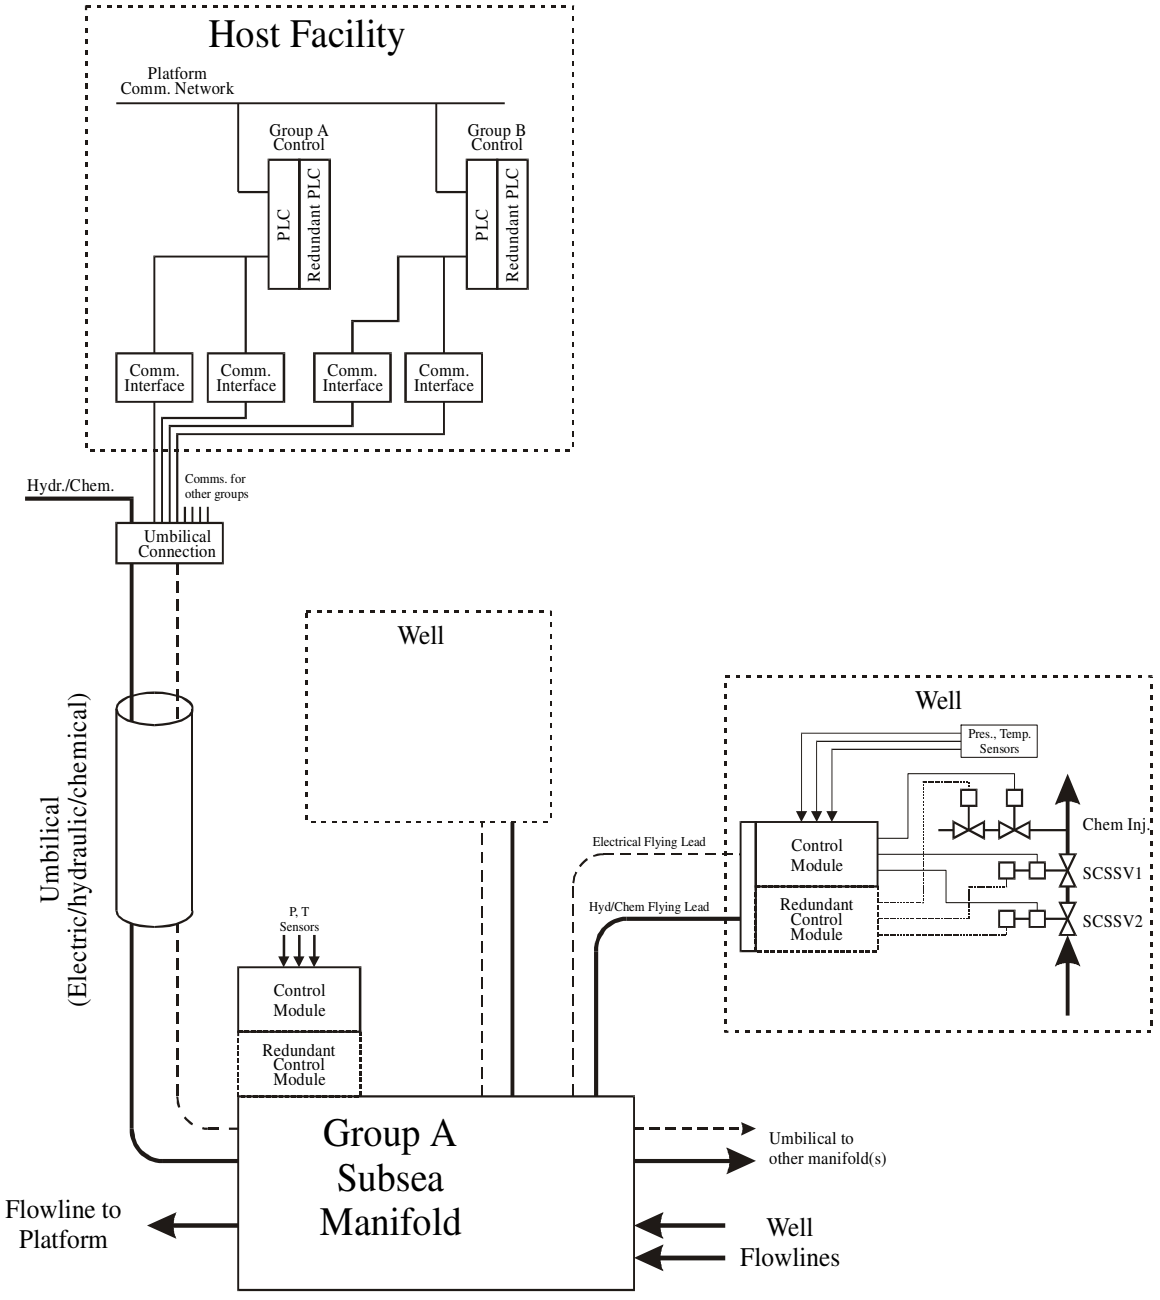 Host Facility
Platform
Comm. Network
Group A
Control
Group B
Control
PLC
Redundant PLC
PLC
Redundant PLC
Comm.
Interface
Comm.
Interface
Comm.
Interface
Comm.
Interface
Hydr./Chem.
Comms. for
other groups
Umbilical
Connection
Umbilical
(Electric/hydraulic/chemical)
Well
Well
Pres., Temp.
Sensors
Chem Inj.
Control
Module
SCSSV1
Redundant
Control
Module
SCSSV2
Electrical Flying Lead
Hyd/Chem Flying Lead
P, T
Sensors
Control
Module
Redundant
Control
Module
Group A
Subsea
Manifold
Umbilical to
other manifold(s)
Flowline to
Platform
Well
Flowlines